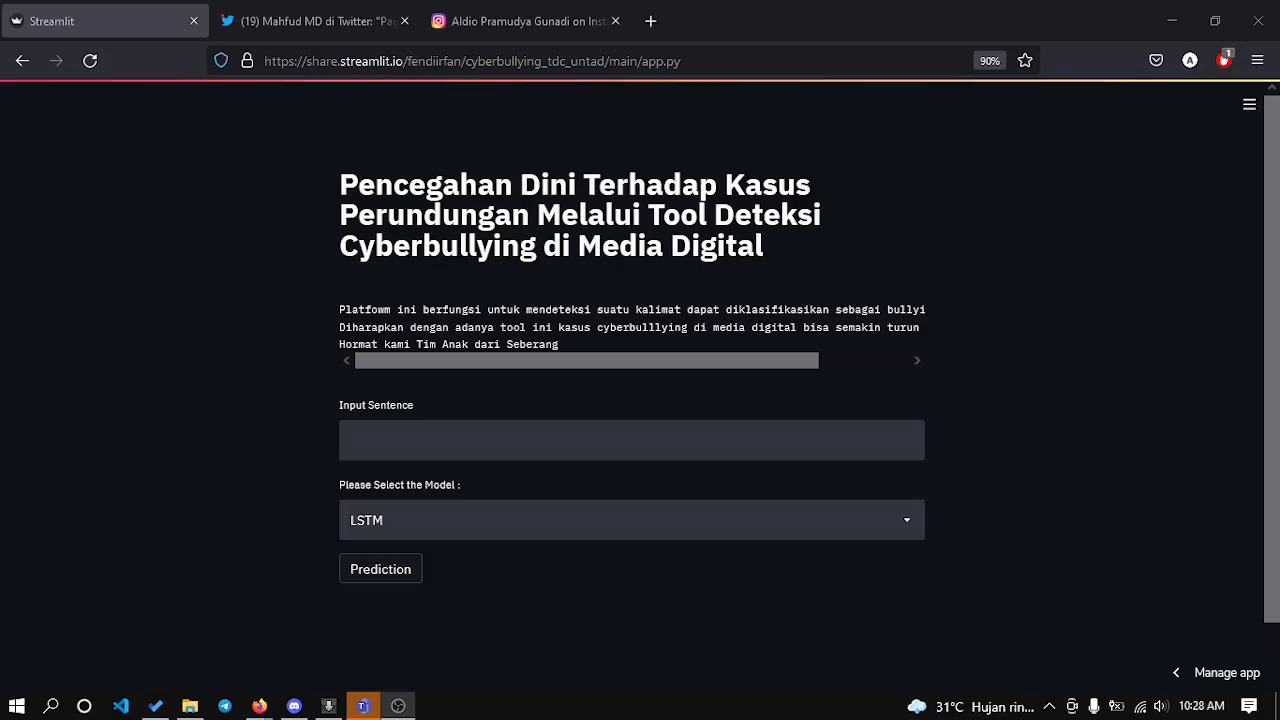 Streamlit
(19) Mahfud MD di Twitter: "Pag
Aldio Pramudya Gunadi on Inst
https://share.streamlit.io/fendiirfan/cyberbullying_tdc_untad/main/app.py
90%
A
1
Pencegahan Dini Terhadap Kasus
Perundungan Melalui Tool Deteksi
Cyberbullying di Media Digital
Platfowm ini berfungsi untuk mendeteksi suatu kalimat dapat diklasifikasikan sebagai bullyi
Diharapkan dengan adanya tool ini kasus cyberbulllying di media digital bisa semakin turun
Hormat kami Tim Anak dari Seberang
Input Sentence
Please Select the Model :
LSTM
Prediction
Manage app
31°C Hujan rin... 10:28 AM